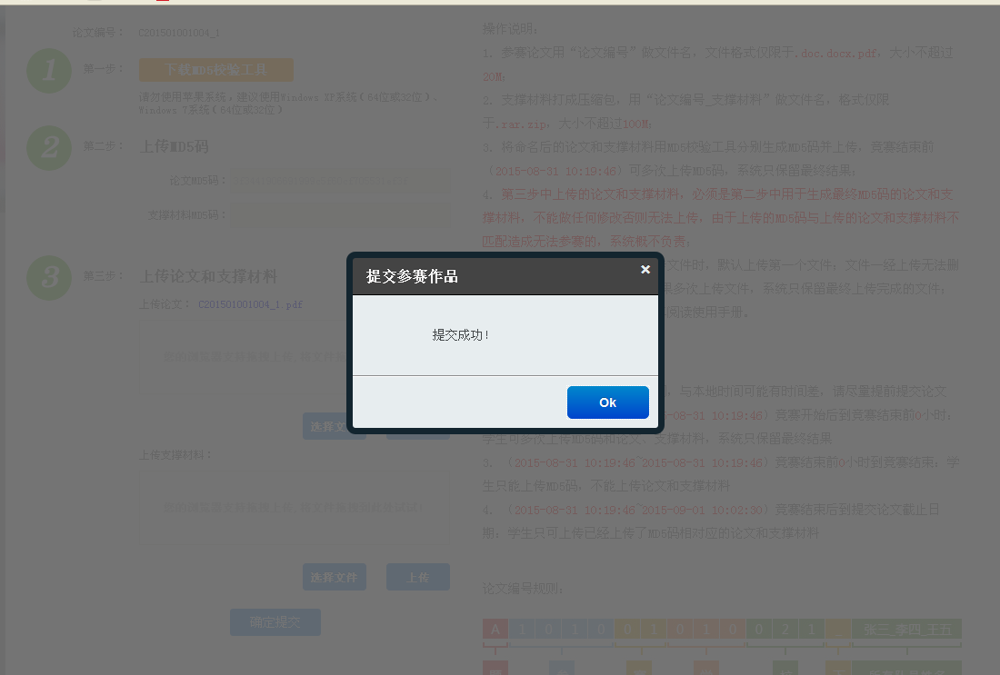 论文编号： C201501001004_1
1 第一步： 下载MD5校验工具
请勿使用苹果系统，建议使用Windows XP系统（64位或32位）、
Windows 7系统（64位或32位）
2 第二步： 上传MD5码
论文MD5码：
支撑材料MD5码：
3 第三步： 上传论文和支撑材料
上传论文： C201501001004_1.pdf
选择文
上传支撑材料：
选择文件 上传
确定提交
提交参赛作品 ×
提交成功!
Ok
操作说明：
1. 参赛论文用“论文编号”做文件名，文件格式仅限于.doc.docx.pdf，大小不超过
20M；
2. 支撑材料打成压缩包，用“论文编号_支撑材料”做文件名，格式仅限
于.rar.zip，大小不超过100M；
3. 将命名后的论文和支撑材料用MD5校验工具分别生成MD5码并上传，竞赛结束前
（2015-08-31 10:19:46）可多次上传MD5码，系统只保留最终结果；
4. 第三步中上传的论文和支撑材料，必须是第二步中用于生成最终MD5码的论文和支
撑材料，不能做任何修改否则无法上传，由于上传的MD5码与上传的论文和支撑材料不
匹配造成无法参赛的，系统概不负责；
文件时，默认上传第一个文件，文件一经上传无法删
果多次上传文件，系统只保留最终上传完成的文件，
阅读使用手册。
，与本地时间可能有时间差，请尽量提前提交论文
-08-31 10:19:46）竞赛开始后到竞赛结束前0小时：
学生可多次上传MD5码和论文、支撑材料，系统只保留最终结果
3. （2015-08-31 10:19:46~2015-08-31 10:19:46）竞赛结束前0小时到竞赛结束：学
生只能上传MD5码，不能上传论文和支撑材料
4. （2015-08-31 10:19:46~2015-09-01 10:02:30）竞赛结束后到提交论文截止日
期：学生只可上传已经上传了MD5码相对应的论文和支撑材料
论文编号规则：
A 1 0 1 0 0 1 0 1 0 0 2 1 _ 张三_李四_王五